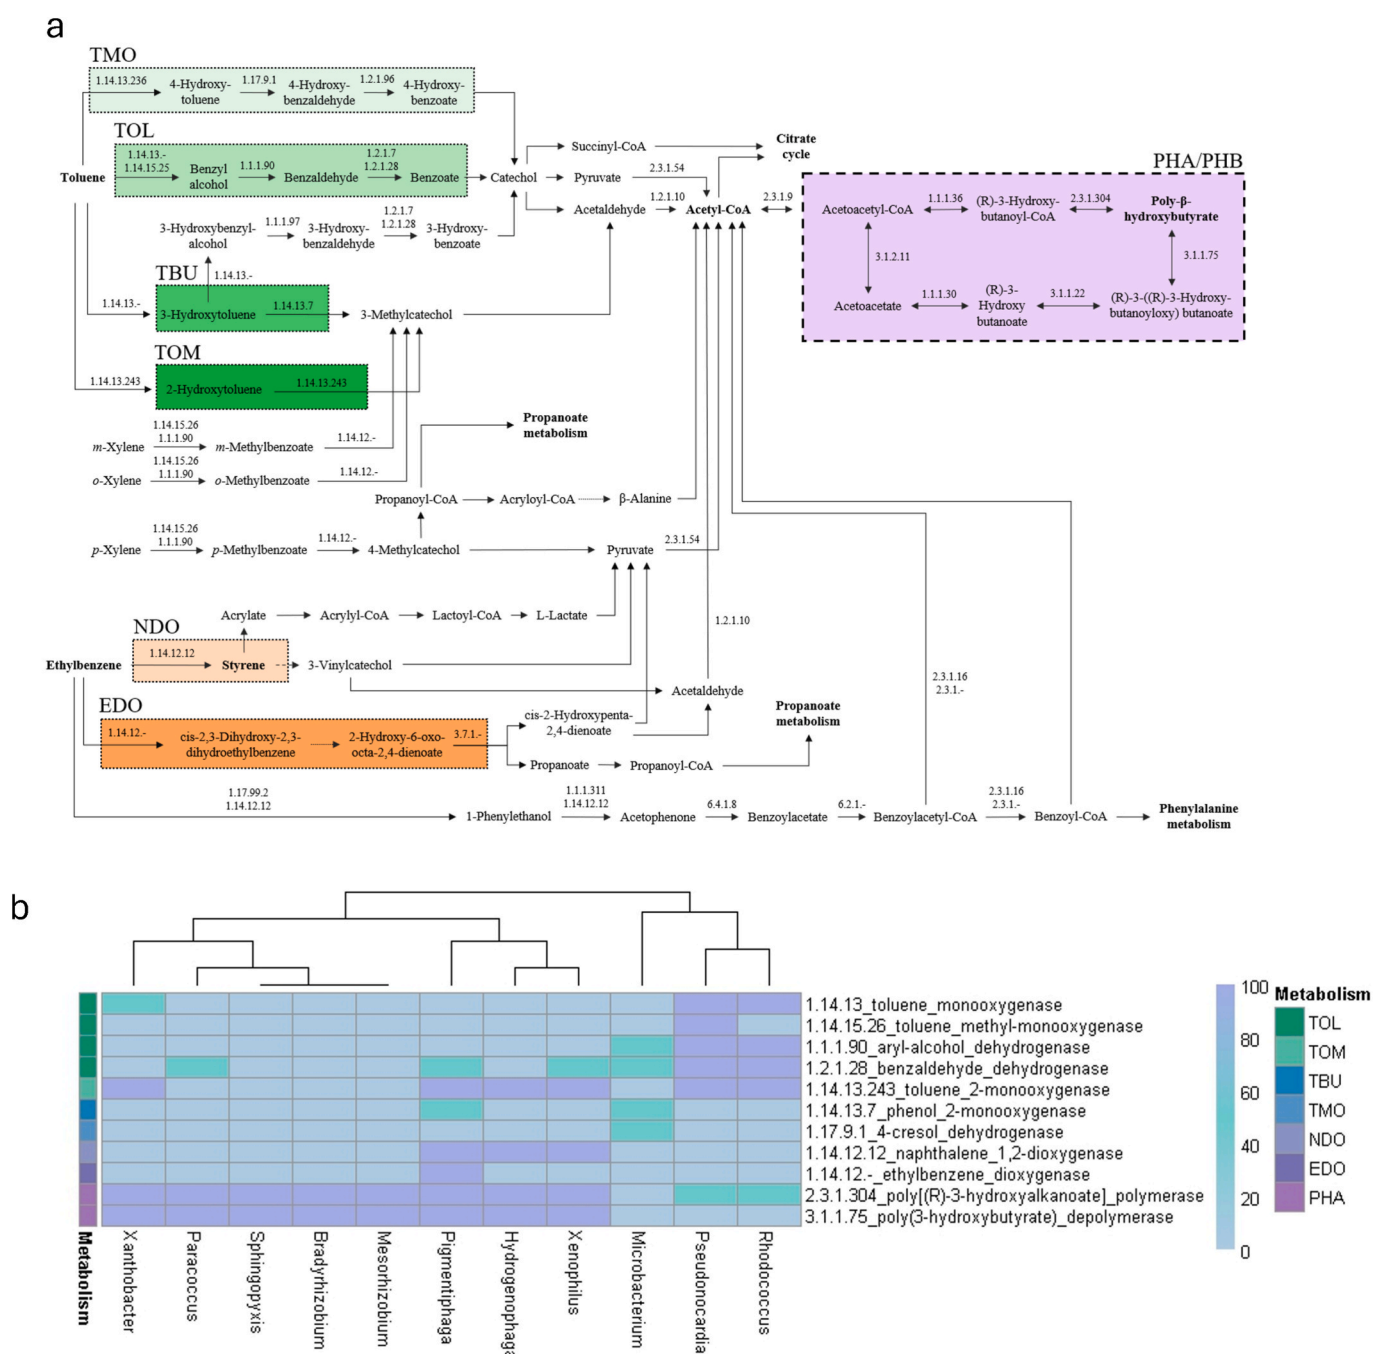 a
TMO
1.14.13.236
4-Hydroxy-
toluene
1.17.9.1
4-Hydroxy-
benzaldehyde
1.2.1.96
4-Hydroxy-
benzoate
TOL
Toluene
1.14.13.-
1.14.15.25
Benzyl
alcohol
1.1.1.90
Benzaldehyde
1.2.1.7
1.2.1.28
Benzoate
Catechol
Succinyl-CoA
Pyruvate
2.3.1.54
Acetaldehyde
1.2.1.10
Acetyl-CoA
Citrate
cycle
2.3.1.9
PHA/PHB
Acetoacetyl-CoA
1.1.1.36
(R)-3-Hydroxy-
butanoyl-CoA
2.3.1.304
Poly-β-
hydroxybutyrate
3.1.2.11
3.1.1.75
Acetoacetate
1.1.1.30
(R)-3-
Hydroxy
butanoate
3.1.1.22
(R)-3-((R)-3-Hydroxy-
butanoyloxy) butanoate
3-Hydroxybenzyl-
alcohol
1.1.1.97
3-Hydroxy-
benzaldehyde
1.2.1.7
1.2.1.28
3-Hydroxy-
benzoate
TBU
1.14.13.-
1.14.13.-
3-Hydroxytoluene
1.14.13.7
3-Methylcatechol
TOM
1.14.13.243
2-Hydroxytoluene
1.14.13.243
m-Xylene
1.14.15.26
1.1.1.90
m-Methylbenzoate
1.14.12.-
o-Xylene
1.14.15.26
1.1.1.90
o-Methylbenzoate
1.14.12.-
Propanoate
metabolism
Propanoyl-CoA
Acryloyl-CoA
β-Alanine
p-Xylene
1.14.15.26
1.1.1.90
p-Methylbenzoate
1.14.12.-
4-Methylcatechol
Pyruvate
2.3.1.54
Acrylate
Acrylyl-CoA
Lactoyl-CoA
L-Lactate
1.2.1.10
NDO
Ethylbenzene
1.14.12.12
Styrene
3-Vinylcatechol
Acetaldehyde
2.3.1.16
2.3.1.-
EDO
1.14.12.-
cis-2,3-Dihydroxy-2,3-
dihydroethylbenzene
2-Hydroxy-6-oxo-
octa-2,4-dienoate
3.7.1.-
cis-2-Hydroxypenta-
2,4-dienoate
Propanoate
Propanoyl-CoA
Propanoate
metabolism
1.17.99.2
1.14.12.12
1-Phenylethanol
1.1.1.311
1.14.12.12
Acetophenone
6.4.1.8
Benzoylacetate
6.2.1.-
Benzoylacetyl-CoA
2.3.1.16
2.3.1.-
Benzoyl-CoA
Phenylalanine
metabolism
b
1.14.13_toluene_monooxygenase
1.14.15.26_toluene_methyl-monooxygenase
1.1.1.90_aryl-alcohol_dehydrogenase
1.2.1.28_benzaldehyde_dehydrogenase
1.14.13.243_toluene_2-monooxygenase
1.14.13.7_phenol_2-monooxygenase
1.17.9.1_4-cresol_dehydrogenase
1.14.12.12_naphthalene_1,2-dioxygenase
1.14.12.-_ethylbenzene_dioxygenase
2.3.1.304_poly[(R)-3-hydroxyalkanoate]_polymerase
3.1.1.75_poly(3-hydroxybutyrate)_depolymerase
Metabolism
Xanthobacter
Paracoccus
Sphingopyxis
Bradyrhizobium
Mesorhizobium
Pigmentiphaga
Hydrogenophaga
Xenophilus
Microbacterium
Pseudonocardia
Rhodococcus
100
80
60
40
20
0
Metabolism
TOL
TOM
TBU
TMO
NDO
EDO
PHA